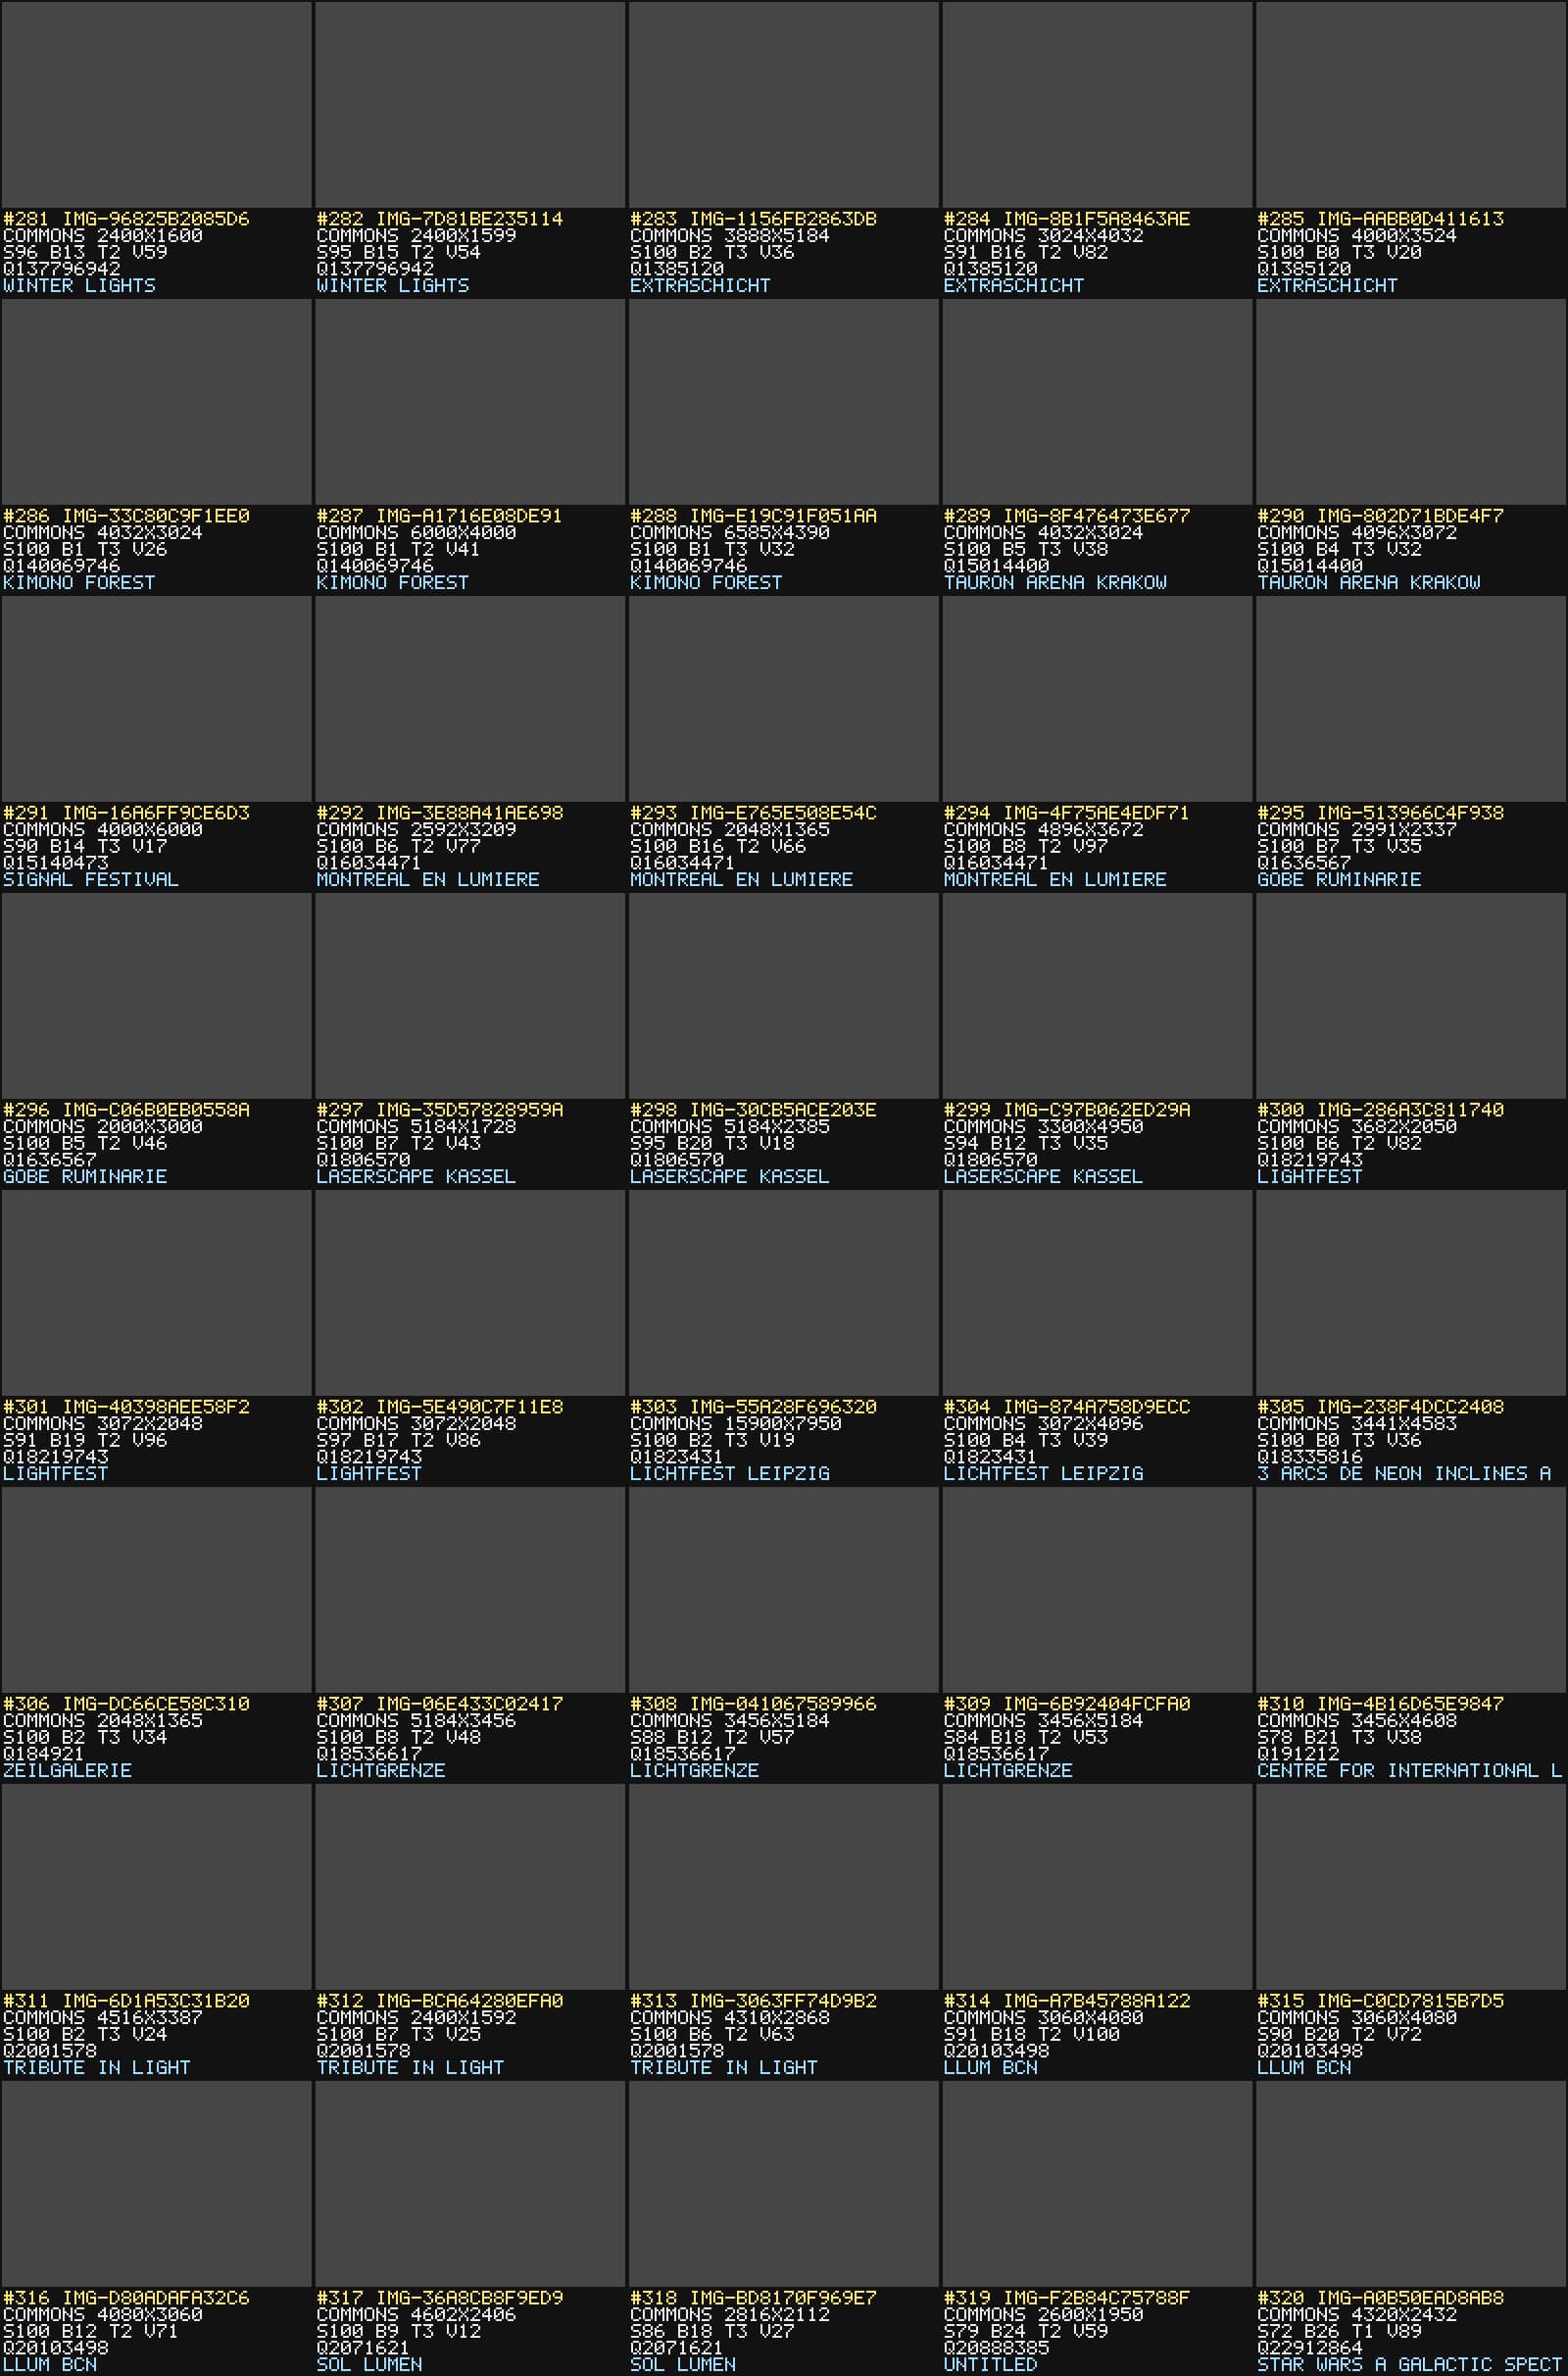 #281 IMG-96825B2085D6
COMMONS 2400X1600
S96 B13 T2 V59
Q137796942
WINTER LIGHTS
#282 IMG-7D81BE235114
COMMONS 2400X1599
S95 B15 T2 V54
Q137796942
WINTER LIGHTS
#283 IMG-1156FB2863DB
COMMONS 3888X5184
S100 B2 T3 V36
Q1385120
EXTRASCHICHT
#284 IMG-8B1F5A8463AE
COMMONS 3024X4032
S91 B16 T2 V82
Q1385120
EXTRASCHICHT
#285 IMG-AABB0D411613
COMMONS 4000X3524
S100 B0 T3 V20
Q1385120
EXTRASCHICHT
#286 IMG-33C80C9F1EE0
COMMONS 4032X3024
S100 B1 T3 V26
Q140069746
KIMONO FOREST
#287 IMG-A1716E08DE91
COMMONS 6000X4000
S100 B1 T2 V41
Q140069746
KIMONO FOREST
#288 IMG-E19C91F051AA
COMMONS 6585X4390
S100 B1 T3 V32
Q140069746
KIMONO FOREST
#289 IMG-8F476473E677
COMMONS 4032X3024
S100 B5 T3 V38
Q15014400
TAURON ARENA KRAKOW
#290 IMG-802D71BDE4F7
COMMONS 4096X3072
S100 B4 T3 V32
Q15014400
TAURON ARENA KRAKOW
#291 IMG-16A6FF9CE6D3
COMMONS 4000X6000
S90 B14 T3 V17
Q15140473
SIGNAL FESTIVAL
#292 IMG-3E88A41AE698
COMMONS 2592X3209
S100 B6 T2 V77
Q16034471
MONTREAL EN LUMIERE
#293 IMG-E765E508E54C
COMMONS 2048X1365
S100 B16 T2 V66
Q16034471
MONTREAL EN LUMIERE
#294 IMG-4F75AE4EDF71
COMMONS 4896X3672
S100 B8 T2 V97
Q16034471
MONTREAL EN LUMIERE
#295 IMG-513966C4F938
COMMONS 2991X2337
S100 B7 T3 V35
Q1636567
GOBE RUMINARIE
#296 IMG-C06B0EB0558A
COMMONS 2000X3000
S100 B5 T2 V46
Q1636567
GOBE RUMINARIE
#297 IMG-35D57828959A
COMMONS 5184X1728
S100 B7 T2 V43
Q1806570
LASERSCAPE KASSEL
#298 IMG-30CB5ACE203E
COMMONS 5184X2385
S95 B20 T3 V18
Q1806570
LASERSCAPE KASSEL
#299 IMG-C97B062ED29A
COMMONS 3300X4950
S94 B12 T3 V35
Q1806570
LASERSCAPE KASSEL
#300 IMG-286A3C811740
COMMONS 3682X2050
S100 B6 T2 V82
Q18219743
LIGHTFEST
#301 IMG-40398AEE58F2
COMMONS 3072X2048
S91 B19 T2 V96
Q18219743
LIGHTFEST
#302 IMG-5E490C7F11E8
COMMONS 3072X2048
S97 B17 T2 V86
Q18219743
LIGHTFEST
#303 IMG-55A28F696320
COMMONS 15900X7950
S100 B2 T3 V19
Q1823431
LICHTFEST LEIPZIG
#304 IMG-874A758D9ECC
COMMONS 3072X4096
S100 B4 T3 V39
Q1823431
LICHTFEST LEIPZIG
#305 IMG-238F4DCC2408
COMMONS 3441X4583
S100 B0 T3 V36
Q18335816
3 ARCS DE NEON INCLINES A
#306 IMG-DC66CE58C310
COMMONS 2048X1365
S100 B2 T3 V34
Q184921
ZEILGALERIE
#307 IMG-06E433C02417
COMMONS 5184X3456
S100 B8 T2 V48
Q18536617
LICHTGRENZE
#308 IMG-041067589966
COMMONS 3456X5184
S88 B12 T2 V57
Q18536617
LICHTGRENZE
#309 IMG-6B92404FCFA0
COMMONS 3456X5184
S84 B18 T2 V53
Q18536617
LICHTGRENZE
#310 IMG-4B16D65E9847
COMMONS 3456X4608
S78 B21 T3 V38
Q191212
CENTRE FOR INTERNATIONAL L
#311 IMG-6D1A53C31B20
COMMONS 4516X3387
S100 B2 T3 V24
Q2001578
TRIBUTE IN LIGHT
#312 IMG-BCA64280EFA0
COMMONS 2400X1592
S100 B7 T3 V25
Q2001578
TRIBUTE IN LIGHT
#313 IMG-3063FF74D9B2
COMMONS 4310X2868
S100 B6 T2 V63
Q2001578
TRIBUTE IN LIGHT
#314 IMG-A7B45788A122
COMMONS 3060X4080
S91 B18 T2 V100
Q20103498
LLUM BCN
#315 IMG-C0CD7815B7D5
COMMONS 3060X4080
S90 B20 T2 V72
Q20103498
LLUM BCN
#316 IMG-D80ADAFA32C6
COMMONS 4080X3060
S100 B12 T2 V71
Q20103498
LLUM BCN
#317 IMG-36A8CB8F9ED9
COMMONS 4602X2406
S100 B9 T3 V12
Q2071621
SOL LUMEN
#318 IMG-BD8170F969E7
COMMONS 2816X2112
S86 B18 T3 V27
Q2071621
SOL LUMEN
#319 IMG-F2B84C75788F
COMMONS 2600X1950
S79 B24 T2 V59
Q20888385
UNTITLED
#320 IMG-A0B50EAD8AB8
COMMONS 4320X2432
S72 B26 T1 V89
Q22912864
STAR WARS A GALACTIC SPECT